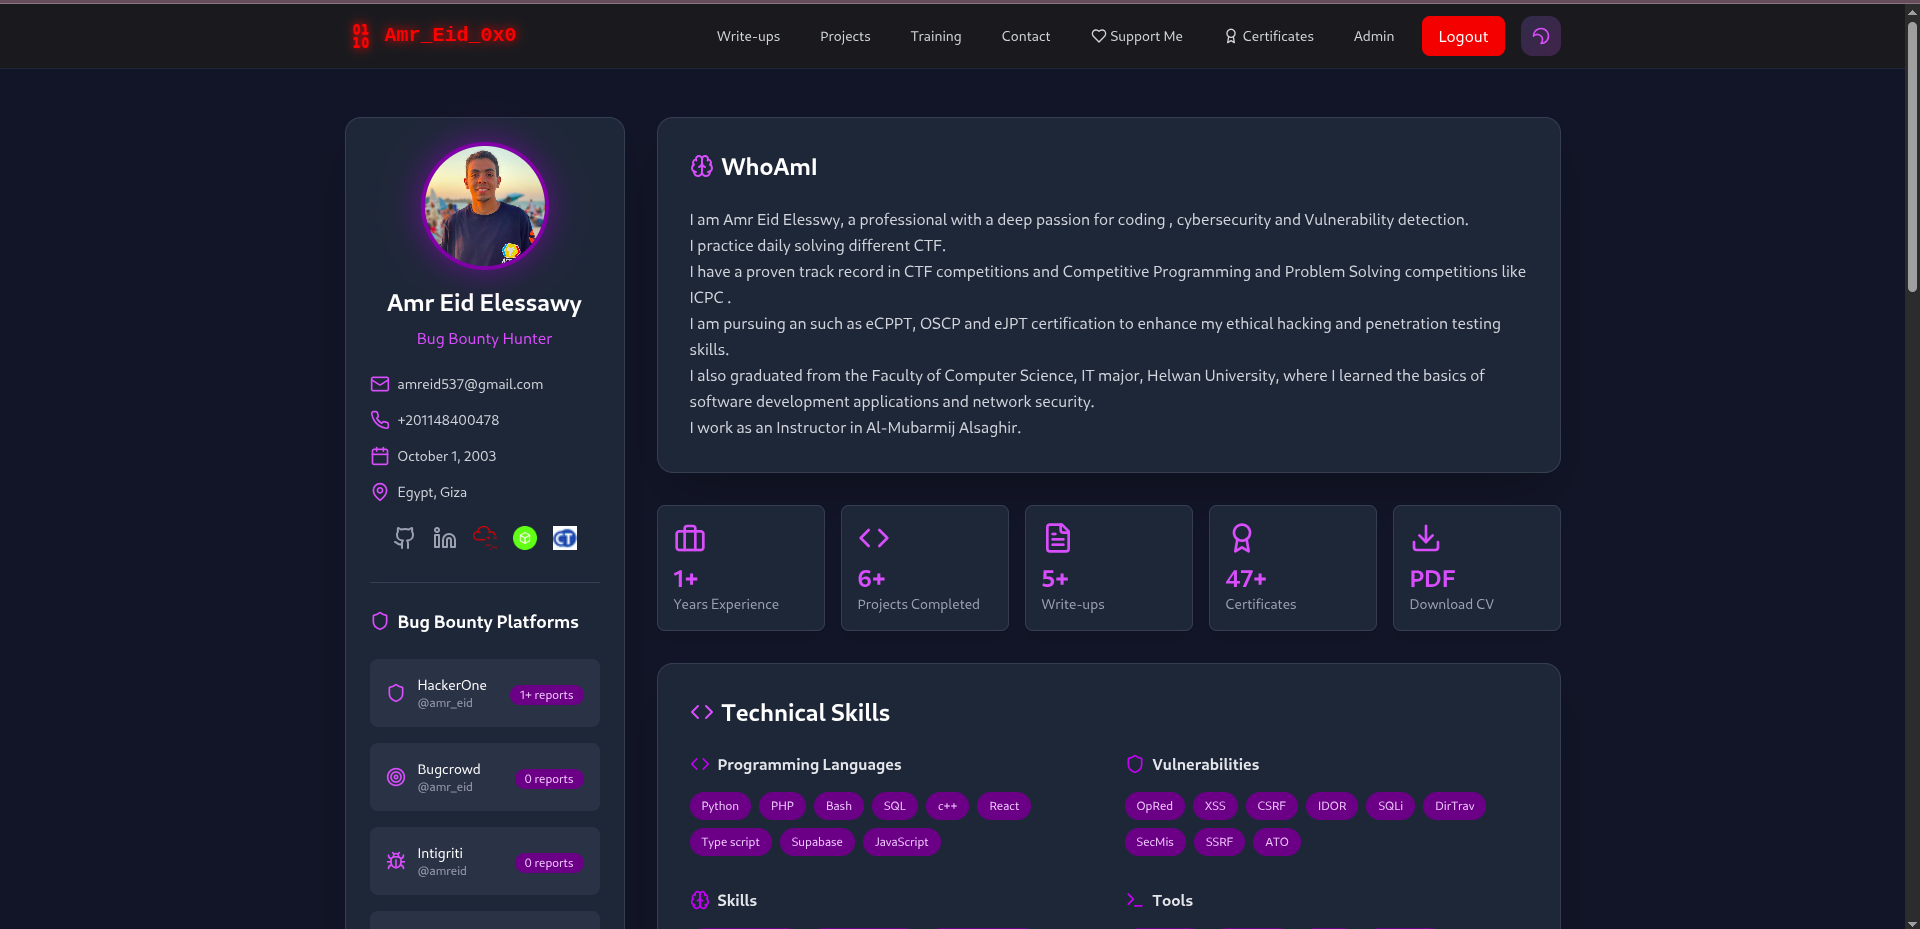 01
10
Amr_Eid_0x0
Write-ups
Projects
Training
Contact
Support Me
Certificates
Admin
Logout
Amr Eid Elessawy
Bug Bounty Hunter
amreid537@gmail.com
+201148400478
October 1, 2003
Egypt, Giza
CT
Bug Bounty Platforms
HackerOne
@amr_eid
1+ reports
Bugcrowd
@amr_eid
0 reports
Intigriti
@amreid
0 reports
WhoAmI
I am Amr Eid Elesswy, a professional with a deep passion for coding , cybersecurity and Vulnerability detection.
I practice daily solving different CTF.
I have a proven track record in CTF competitions and Competitive Programming and Problem Solving competitions like
ICPC .
I am pursuing an such as eCPPT, OSCP and eJPT certification to enhance my ethical hacking and penetration testing
skills.
I also graduated from the Faculty of Computer Science, IT major, Helwan University, where I learned the basics of
software development applications and network security.
I work as an Instructor in Al-Mubarmij Alsaghir.
1+
Years Experience
6+
Projects Completed
5+
Write-ups
47+
Certificates
PDF
Download CV
Technical Skills
Programming Languages
Python
PHP
Bash
SQL
c++
React
Type script
Supabase
JavaScript
Vulnerabilities
OpRed
XSS
CSRF
IDOR
SQLi
DirTrav
SecMis
SSRF
ATO
Skills
Tools